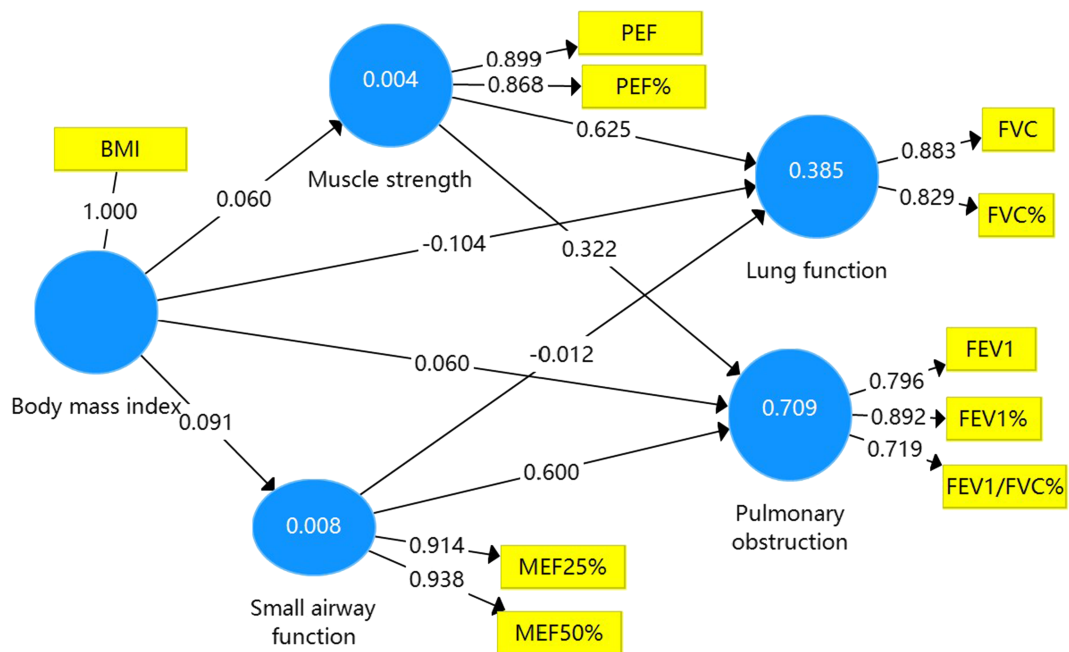 PEF
0.899
0.004
0.868
PEF%
0.625
FVC
BMI
0.883
Muscle strength
0.385
0.060
0.829
1.000
FVC%
-0.104
0.322
Lung function
FEV1
-0.012
0.060
0.796
Body mass index
0.709
0.892
FEV1%
0.091
0.719
0.600
FEV1/FVC%
Pulmonary
obstruction
0.008
0.914
MEF25%
0.938
Small airway
function
MEF50%